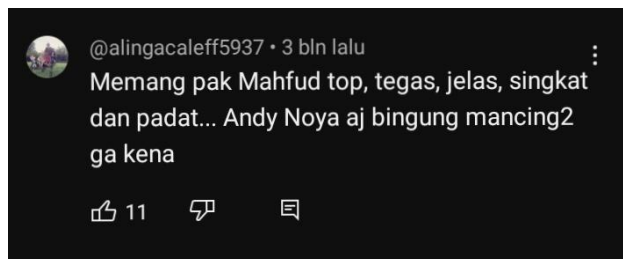 @alingacaleff5937 • 3 bln lalu
Memang pak Mahfud top, tegas, jelas, singkat
dan padat... Andy Noya aj bingung mancing2
ga kena
11